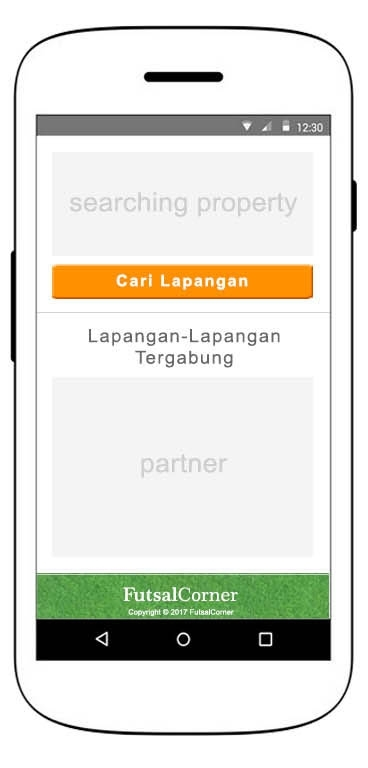 12:30
searching property
Cari Lapangan
Lapangan-Lapangan
Tergabung
partner
FutsalCorner
Copyright © 2017 FutsalCorner